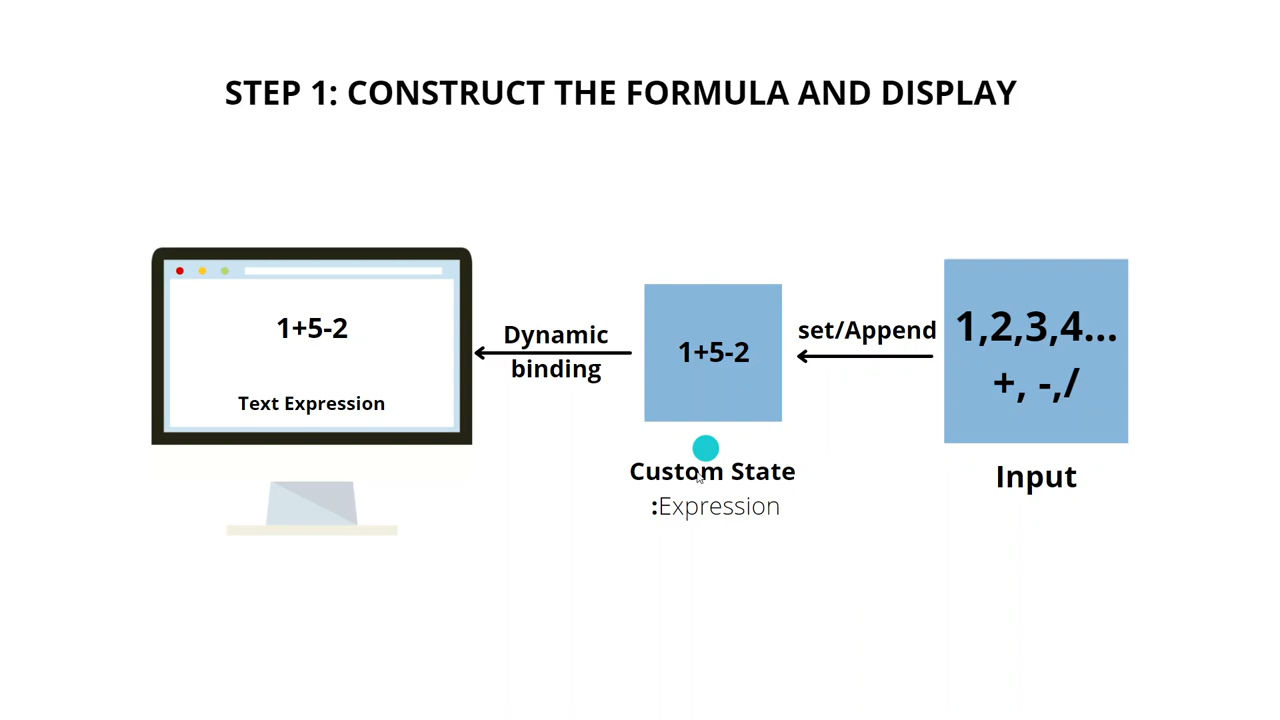 STEP 1: CONSTRUCT THE FORMULA AND DISPLAY
1+5-2
Text Expression
Dynamic
binding
1+5-2
Custom State
:Expression
set/Append
1,2,3,4...
+, -,/
Input